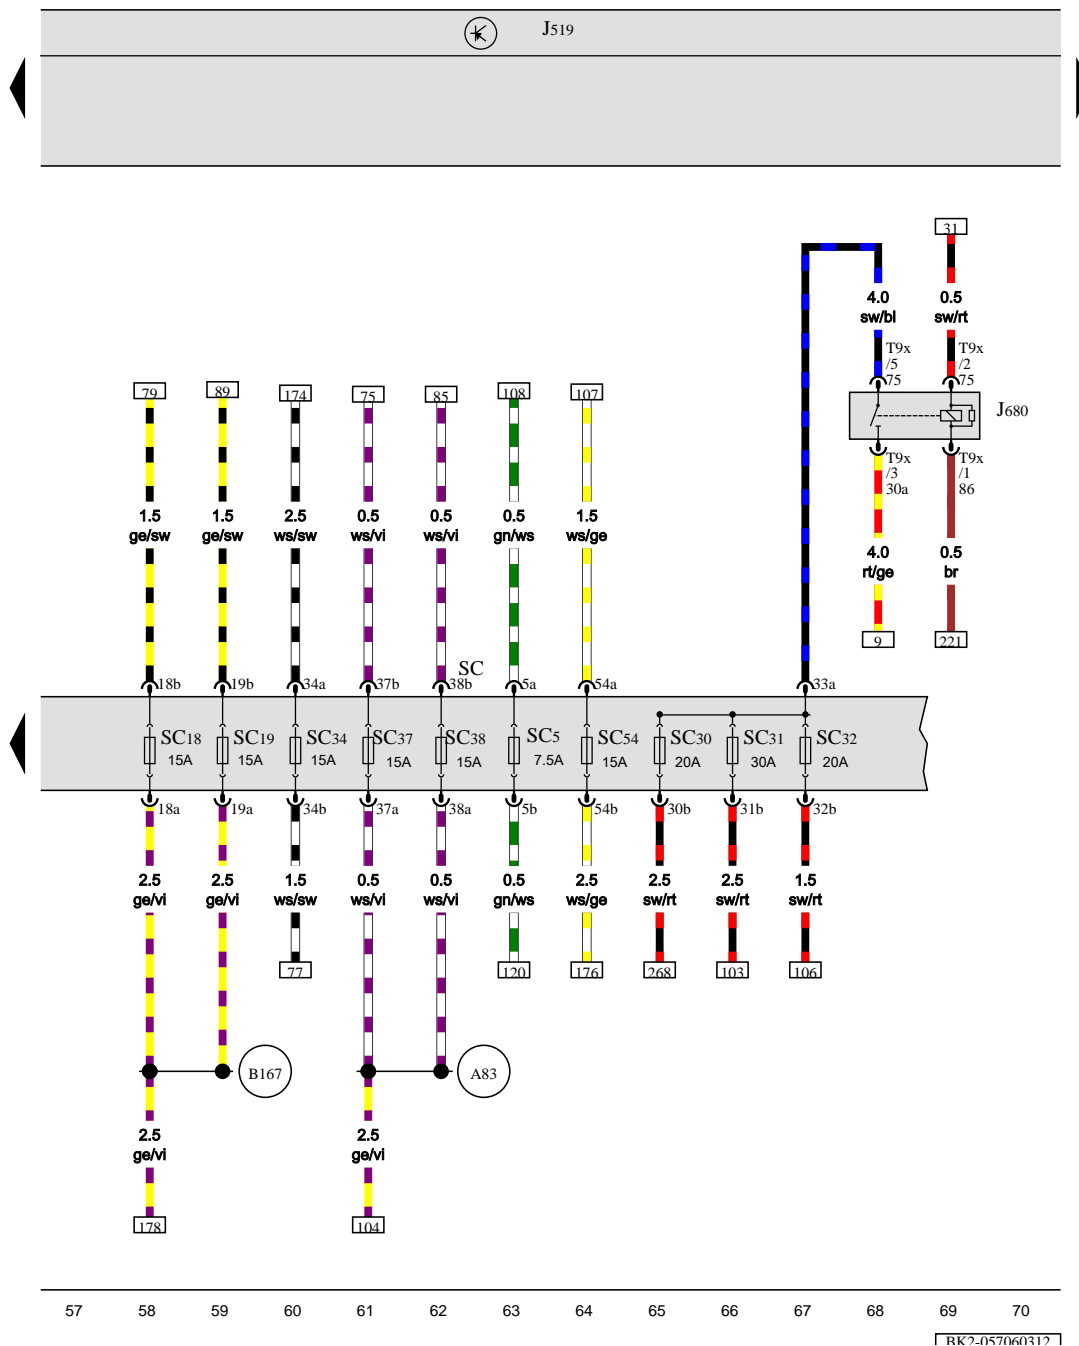 J519
31
4.0
sw/bl
0.5
sw/rt
T9x
/5
75
T9x
/2
75
J680
T9x
/3
30a
T9x
/1
86
4.0
rt/ge
0.5
br
9
221
79
89
174
75
85
108
107
1.5
ge/sw
1.5
ge/sw
2.5
ws/sw
0.5
ws/vi
0.5
ws/vi
0.5
gn/ws
1.5
ws/ge
SC
18b
19b
34a
37b
38b
5a
54a
33a
SC18
15A
SC19
15A
SC34
15A
SC37
15A
SC38
15A
SC5
7.5A
SC54
15A
SC30
20A
SC31
30A
SC32
20A
18a
19a
34b
37a
38a
5b
54b
30b
31b
32b
2.5
ge/vi
2.5
ge/vi
1.5
ws/sw
0.5
ws/vi
0.5
ws/vi
0.5
gn/ws
2.5
ws/ge
2.5
sw/rt
2.5
sw/rt
1.5
sw/rt
77
120
176
268
103
106
B167
A83
2.5
ge/vi
2.5
ge/vi
178
104
57 58 59 60 61 62 63 64 65 66 67 68 69 70
BK2-057060312